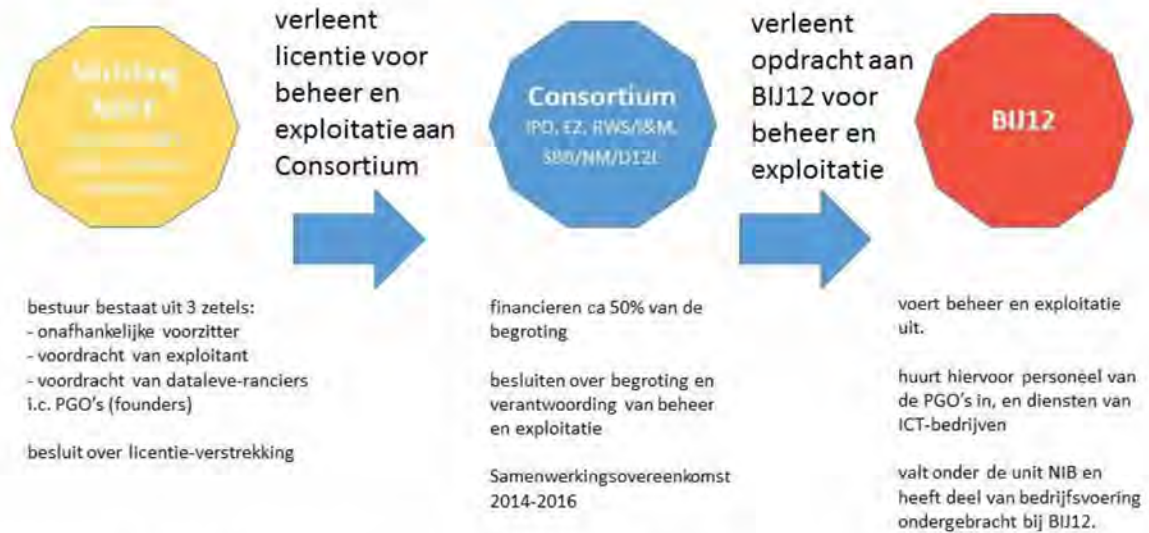 verleent
licentie voor
beheer en
exploitatie aan
Consortium
Consortium
IPO, EZ, RWS/I&M,
SBB/NM/D12L
verleent
opdracht aan
BIJ12 voor
beheer en
exploitatie
BIJ12
bestuur bestaat uit 3 zetels:
- onafhankelijke voorzitter
- voordracht van exploitant
- voordracht van dataleve-ranciers
i.c. PGO's (founders)
besluit over licentie-verstrekking
financieren ca 50% van de
begroting
besluiten over begroting en
verantwoording van beheer
en exploitatie
Samenwerkingsovereenkomst
2014-2016
voert beheer en exploitatie
uit.
huurt hiervoor personeel van
de PGO's in, en diensten van
ICT-bedrijven
valt onder de unit NIB en
heeft deel van bedrijfsvoering
ondergebracht bij BIJ12.